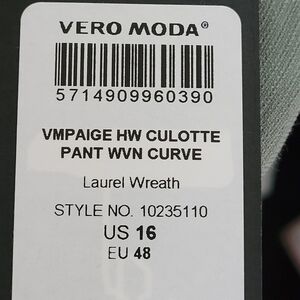 VERO MODA®
5714909960390
VMPAIGE HW CULOTTE
PANT WVN CURVE
Laurel Wreath
STYLE NO. 10235110
US 16
EU 48